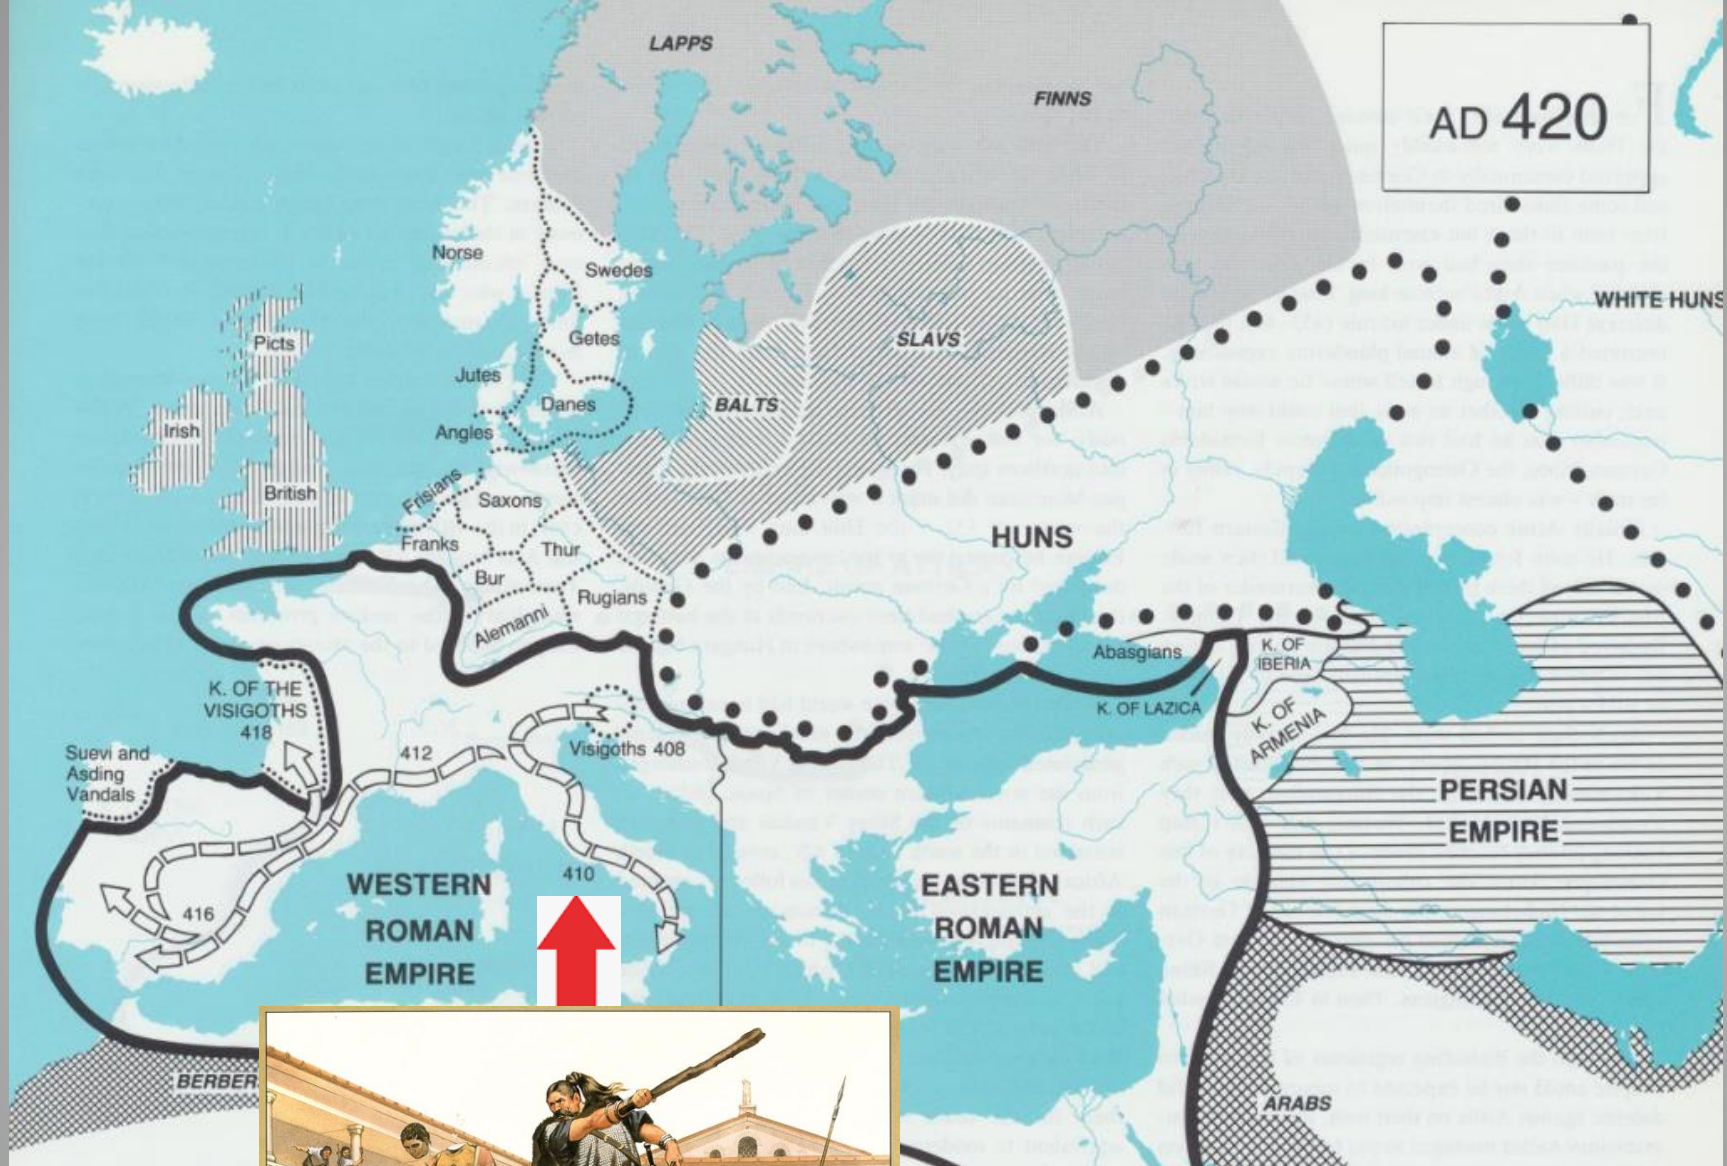 LAPPS
FINNS
AD 420
Norse
Swedes
WHITE HUNS
Picts
Getes
SLAVS
Jutes
Danes
BALTS
Irish
Angles
British
Frisians
Saxons
HUNS
Franks
Thur
Bur
Rugians
Alemanni
Abasgians
K. OF
IBERIA
K. OF THE
VISIGOTHS
418
K. OF LAZICA
K. OF
ARMENIA
Suevi and
Asding
Vandals
412
Visigoths 408
PERSIAN
EMPIRE
410
WESTERN
ROMAN
EMPIRE
EASTERN
ROMAN
EMPIRE
416
BERBER
ARABS